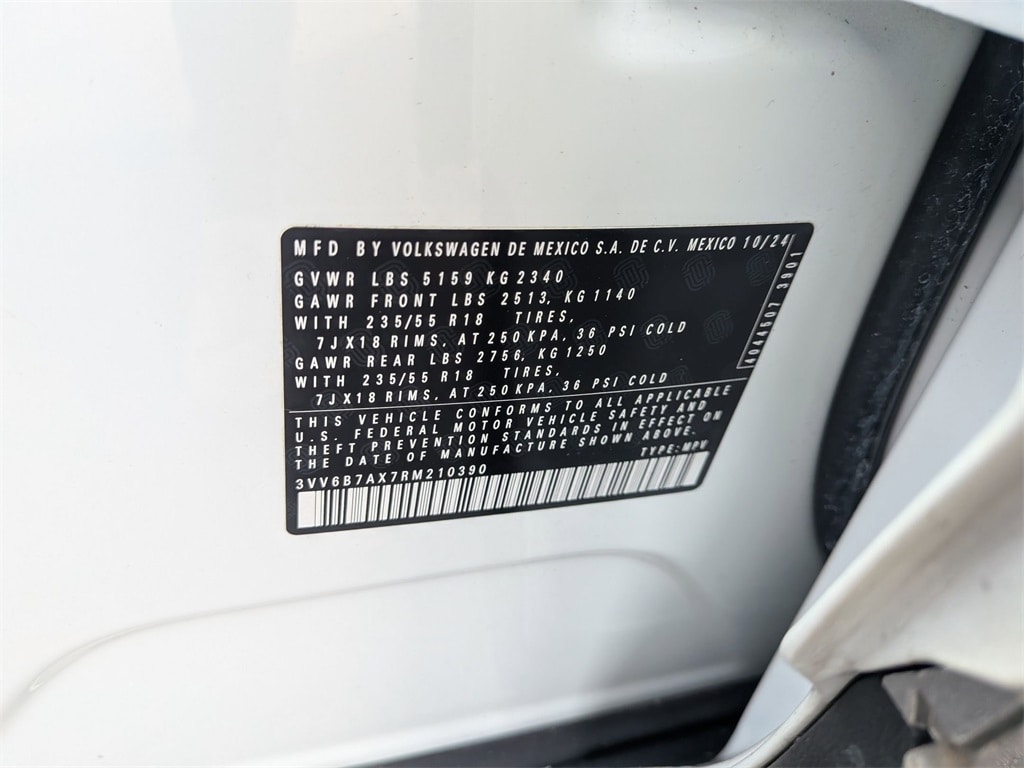 MFD BY VOLKSWAGEN DE MEXICO S.A. DE C.V. MEXICO 10/24
GVWR LBS 5159 KG 2340
GAWR FRONT LBS 2513, KG 1140
WITH 235/55 R18 TIRES,
7JX18 RIMS, AT 250 KPA, 36 PSI COLD
GAWR REAR LBS 2756, KG 1250
WITH 235/55 R18 TIRES,
7JX18 RIMS, AT 250 KPA, 36 PSI COLD
THIS VEHICLE CONFORMS TO ALL APPLICABLE
U.S. FEDERAL MOTOR VEHICLE SAFETY AND
THEFT PREVENTION STANDARDS IN EFFECT ON
THE DATE OF MANUFACTURE SHOWN ABOVE.
TYPE: MPV
3VV6B7AX7RM210390
4044507 3901